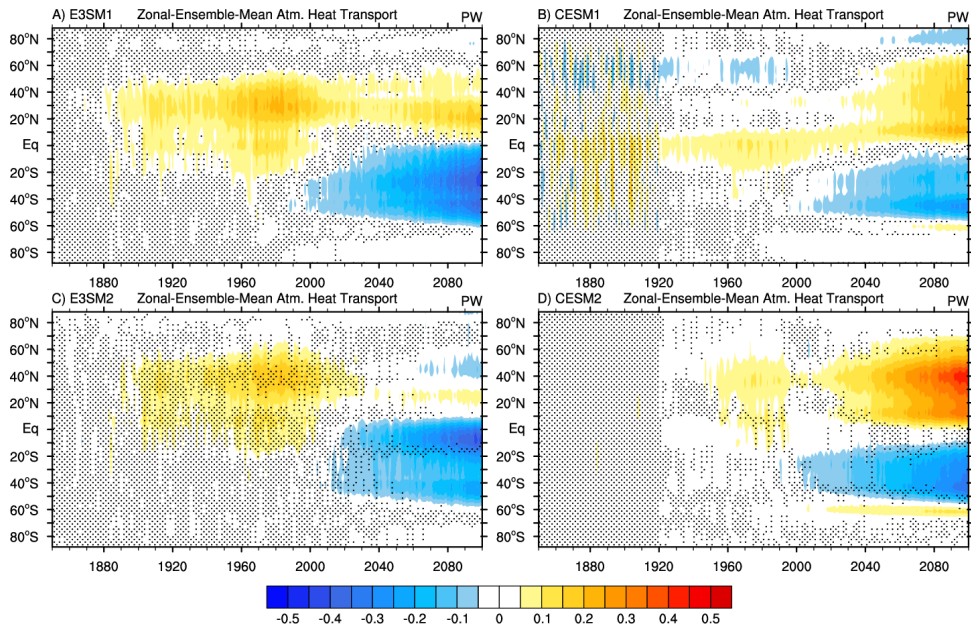 A) E3SM1 Zonal-Ensemble-Mean Atm. Heat Transport PW
80°N
60°N
40°N
20°N
Eq
20°S
40°S
60°S
80°S
1880 1920 1960 2000 2040 2080
B) CESM1 Zonal-Ensemble-Mean Atm. Heat Transport PW
80°N
60°N
40°N
20°N
Eq
20°S
40°S
60°S
80°S
1880 1920 1960 2000 2040 2080
C) E3SM2 Zonal-Ensemble-Mean Atm. Heat Transport PW
80°N
60°N
40°N
20°N
Eq
20°S
40°S
60°S
80°S
1880 1920 1960 2000 2040 2080
D) CESM2 Zonal-Ensemble-Mean Atm. Heat Transport PW
80°N
60°N
40°N
20°N
Eq
20°S
40°S
60°S
80°S
1880 1920 1960 2000 2040 2080
-0.5 -0.4 -0.3 -0.2 -0.1 0 0.1 0.2 0.3 0.4 0.5